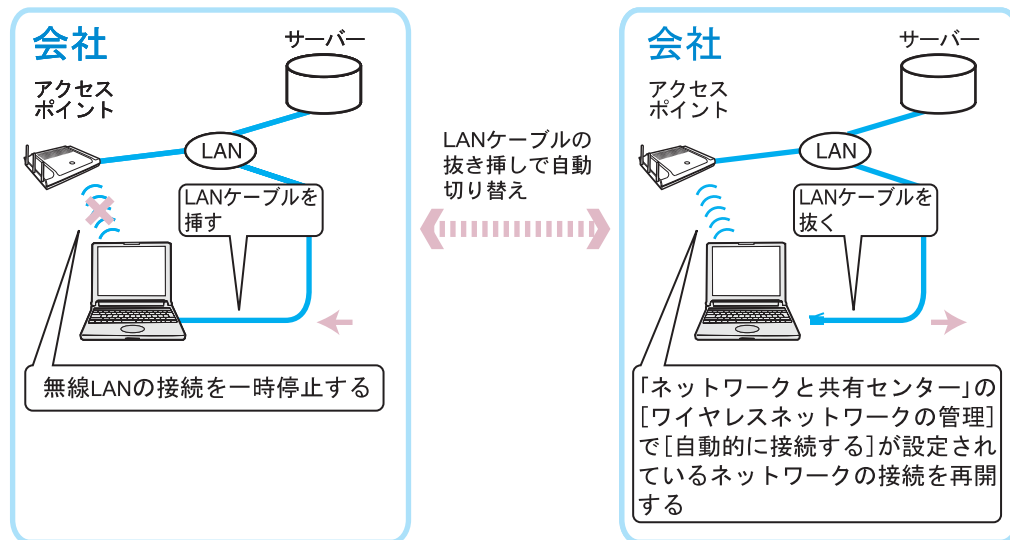 会社
サーバー
アクセス
ポイント
LAN
LANケーブルを
挿す
無線LANの接続を一時停止する
LANケーブルの
抜き挿しで自動
切り替え
会社
サーバー
アクセス
ポイント
LAN
LANケーブルを
抜く
「ネットワークと共有センター」の
[ワイヤレスネットワークの管理]
で[自動的に接続する]が設定され
ているネットワークの接続を再開
する